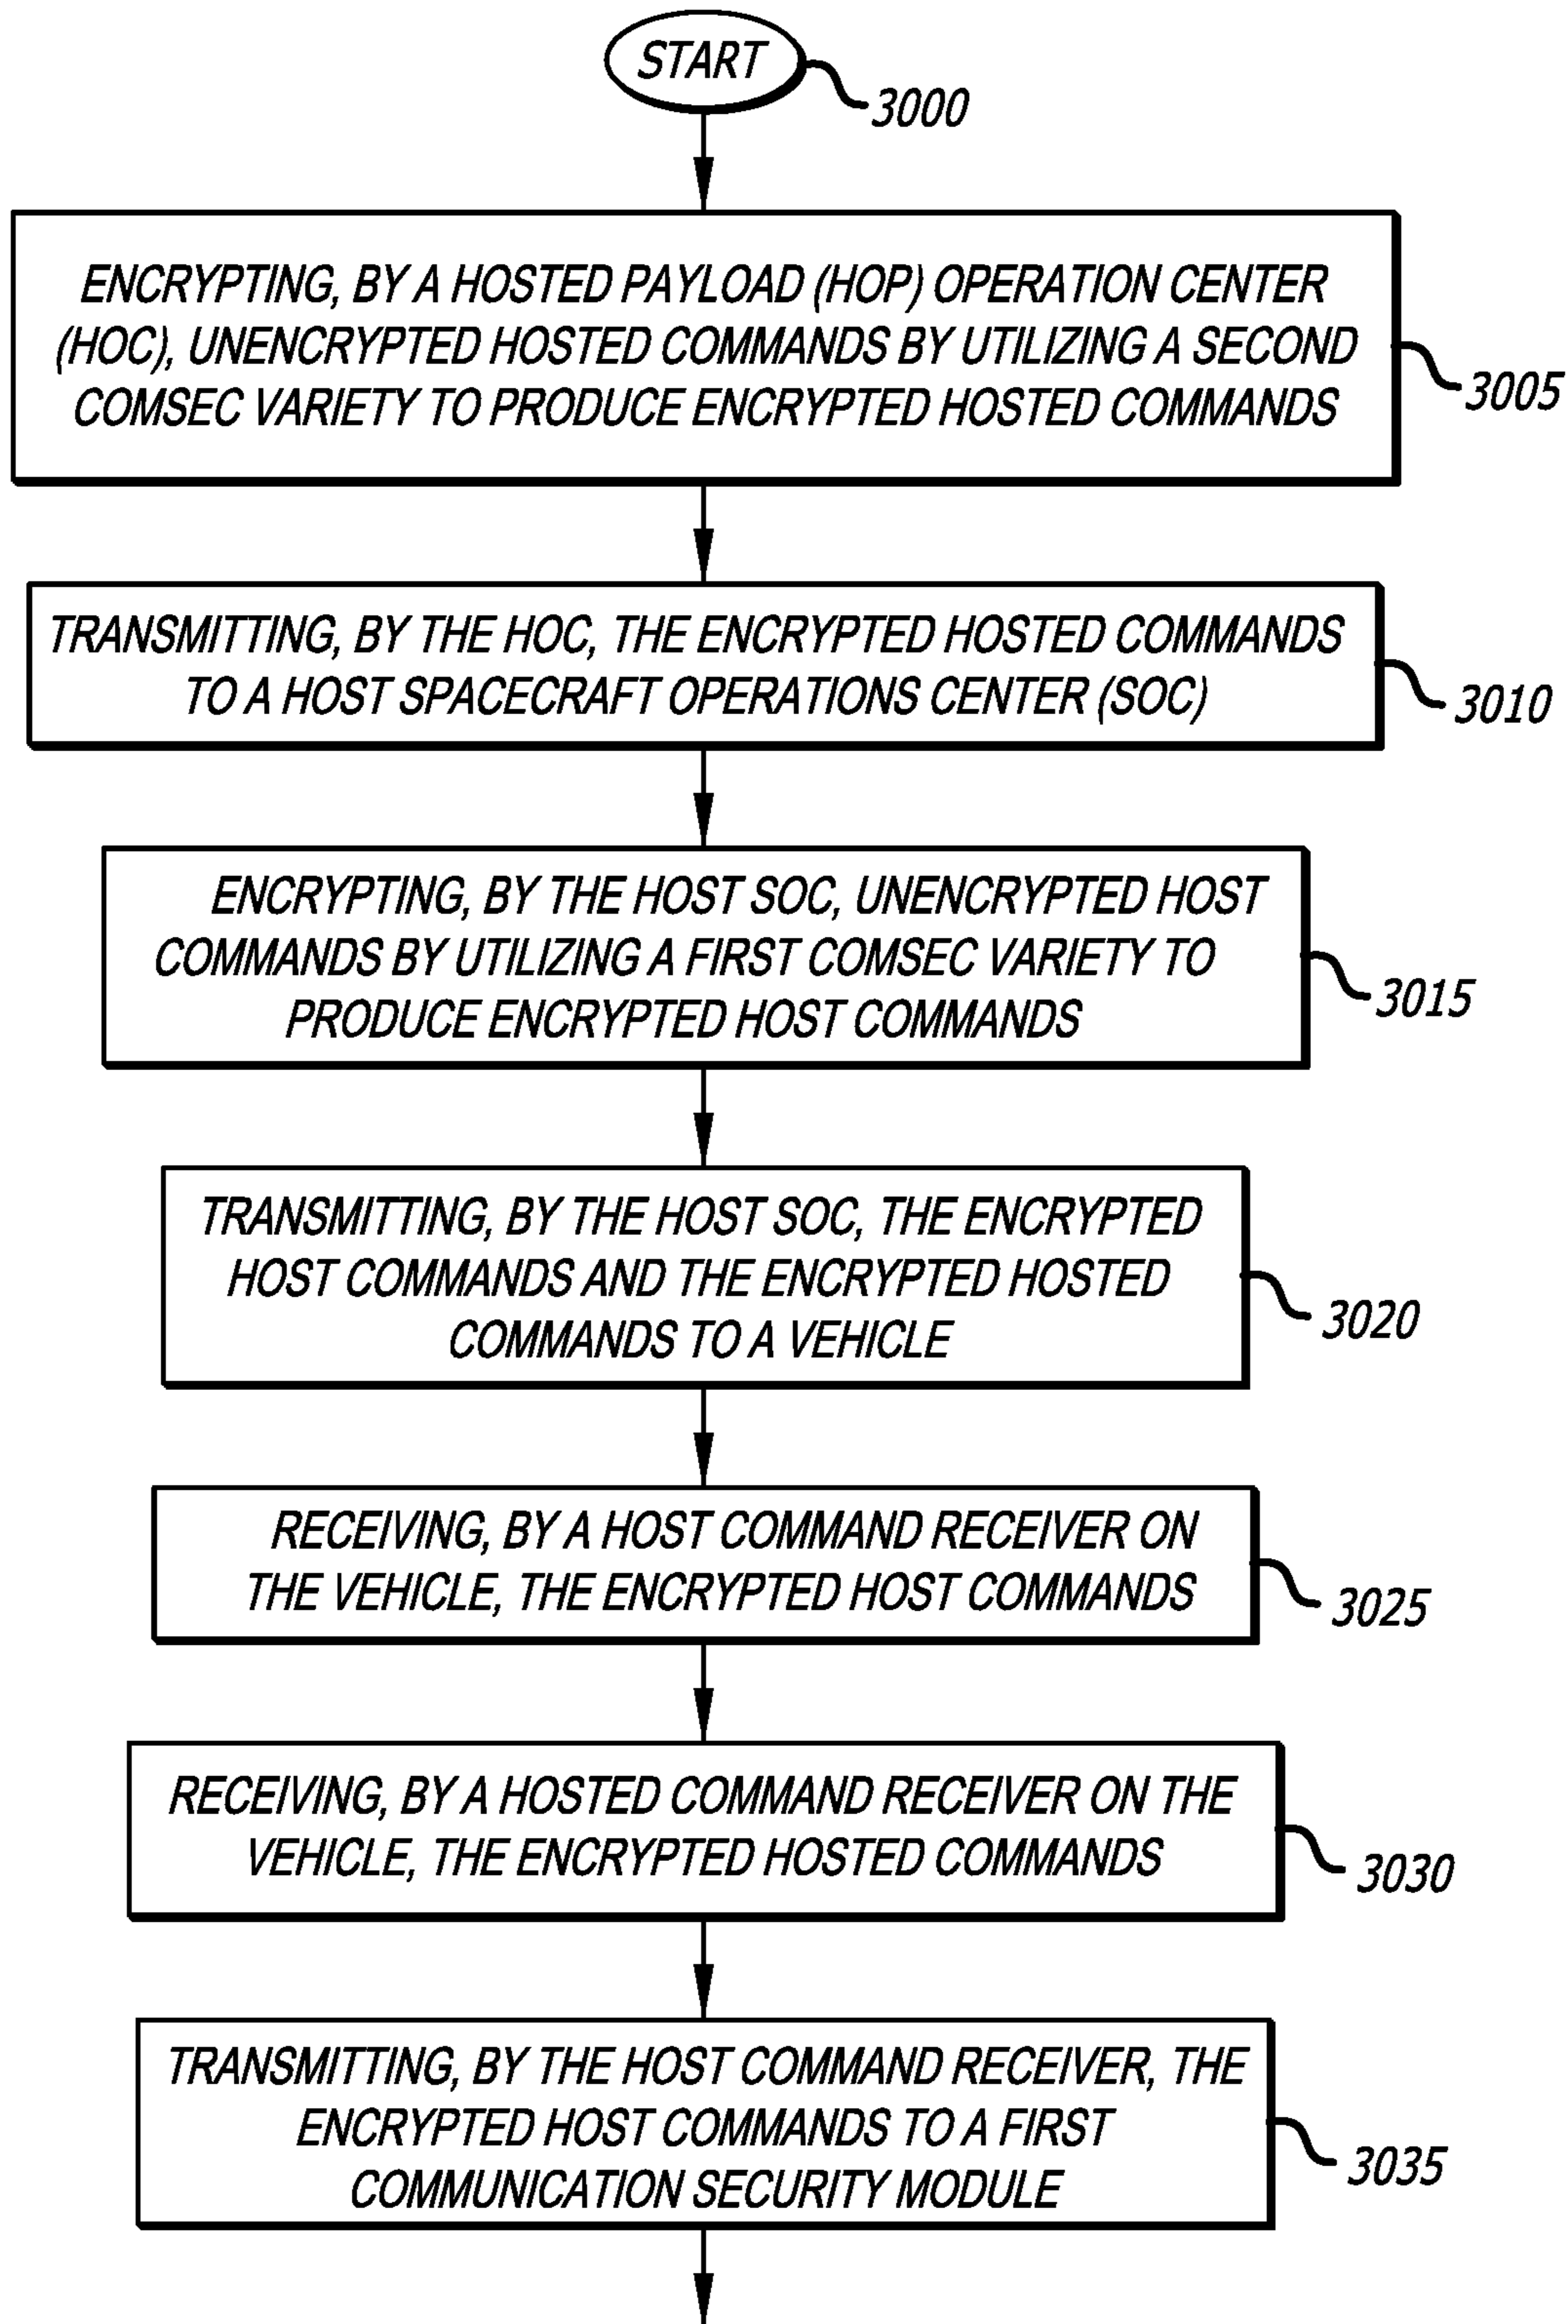 START
3000
ENCRYPTING, BY A HOSTED PAYLOAD (HOP) OPERATION CENTER
(HOC), UNENCRYPTED HOSTED COMMANDS BY UTILIZING A SECOND
COMSEC VARIETY TO PRODUCE ENCRYPTED HOSTED COMMANDS
3005
TRANSMITTING, BY THE HOC, THE ENCRYPTED HOSTED COMMANDS
TO A HOST SPACECRAFT OPERATIONS CENTER (SOC)
3010
ENCRYPTING, BY THE HOST SOC, UNENCRYPTED HOST
COMMANDS BY UTILIZING A FIRST COMSEC VARIETY TO
PRODUCE ENCRYPTED HOST COMMANDS
3015
TRANSMITTING, BY THE HOST SOC, THE ENCRYPTED
HOST COMMANDS AND THE ENCRYPTED HOSTED
COMMANDS TO A VEHICLE
3020
RECEIVING, BY A HOST COMMAND RECEIVER ON
THE VEHICLE, THE ENCRYPTED HOST COMMANDS
3025
RECEIVING, BY A HOSTED COMMAND RECEIVER ON THE
VEHICLE, THE ENCRYPTED HOSTED COMMANDS
3030
TRANSMITTING, BY THE HOST COMMAND RECEIVER, THE
ENCRYPTED HOST COMMANDS TO A FIRST
COMMUNICATION SECURITY MODULE
3035